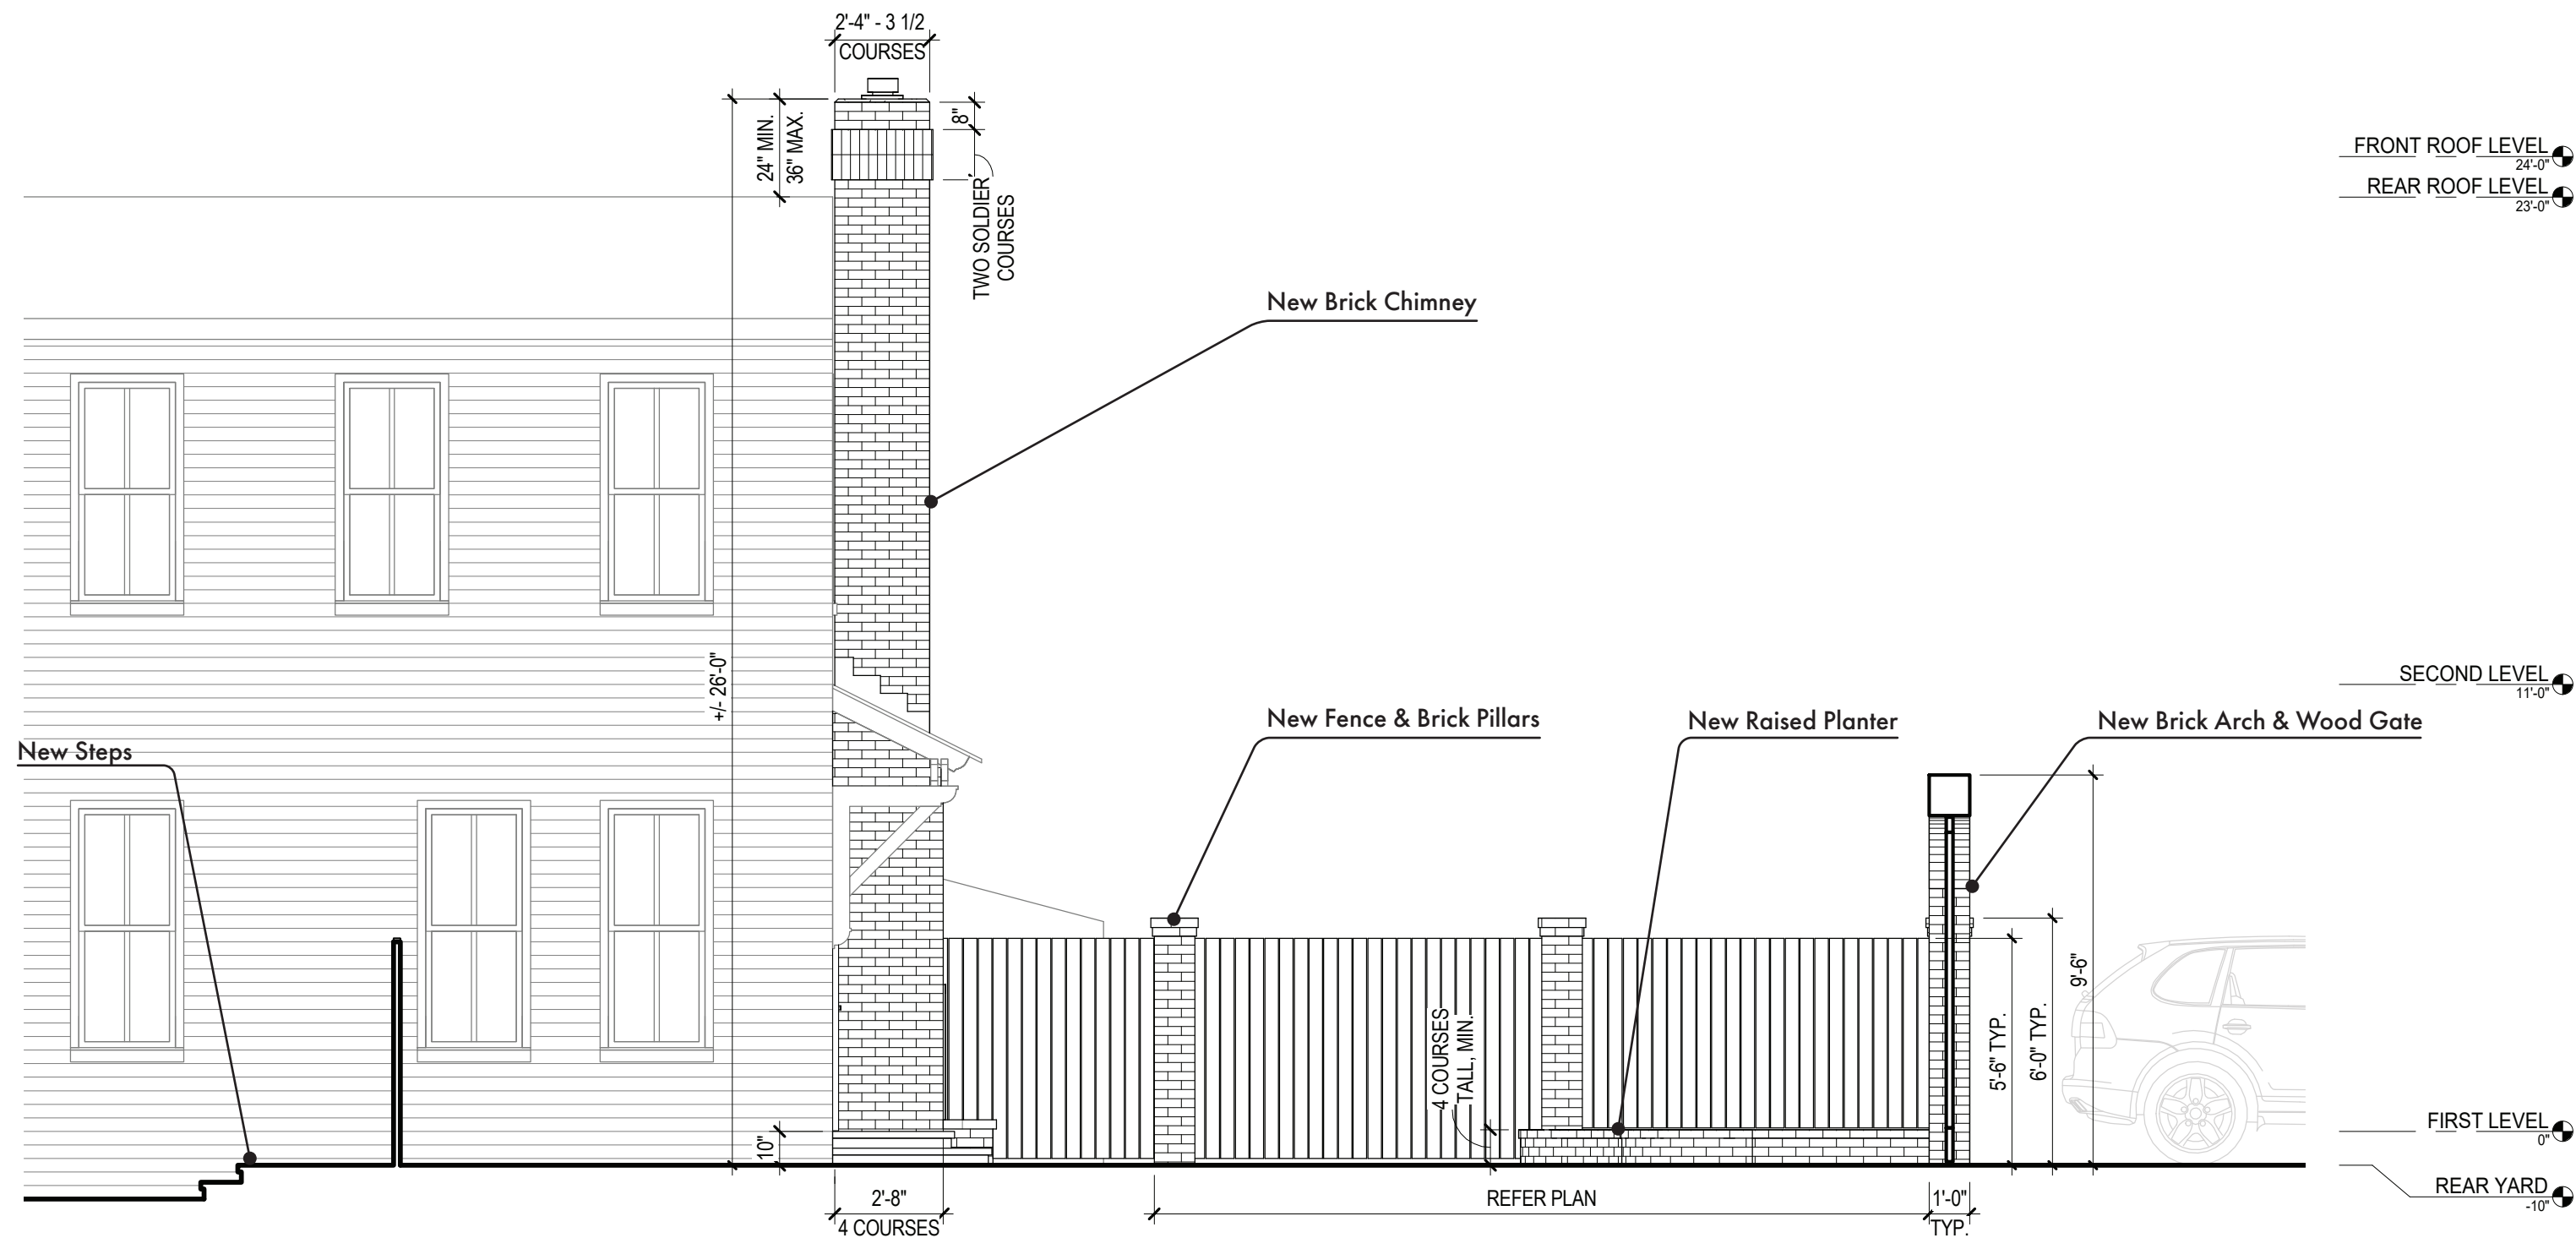 2'-4" - 3 1/2
COURSES
24" MIN.
36" MAX.
8"
TWO SOLDIER
COURSES
FRONT ROOF LEVEL
24'-0"
REAR ROOF LEVEL
23'-0"
New Brick Chimney
+/- 26'-0"
SECOND LEVEL
11'-0"
New Steps
New Fence & Brick Pillars
New Raised Planter
New Brick Arch & Wood Gate
9'-6"
6'-0" TYP.
5'-6" TYP.
4 COURSES
TALL, MIN.
10"
FIRST LEVEL
0"
REAR YARD
-10"
2'-8"
4 COURSES
REFER PLAN
1'-0"
TYP.